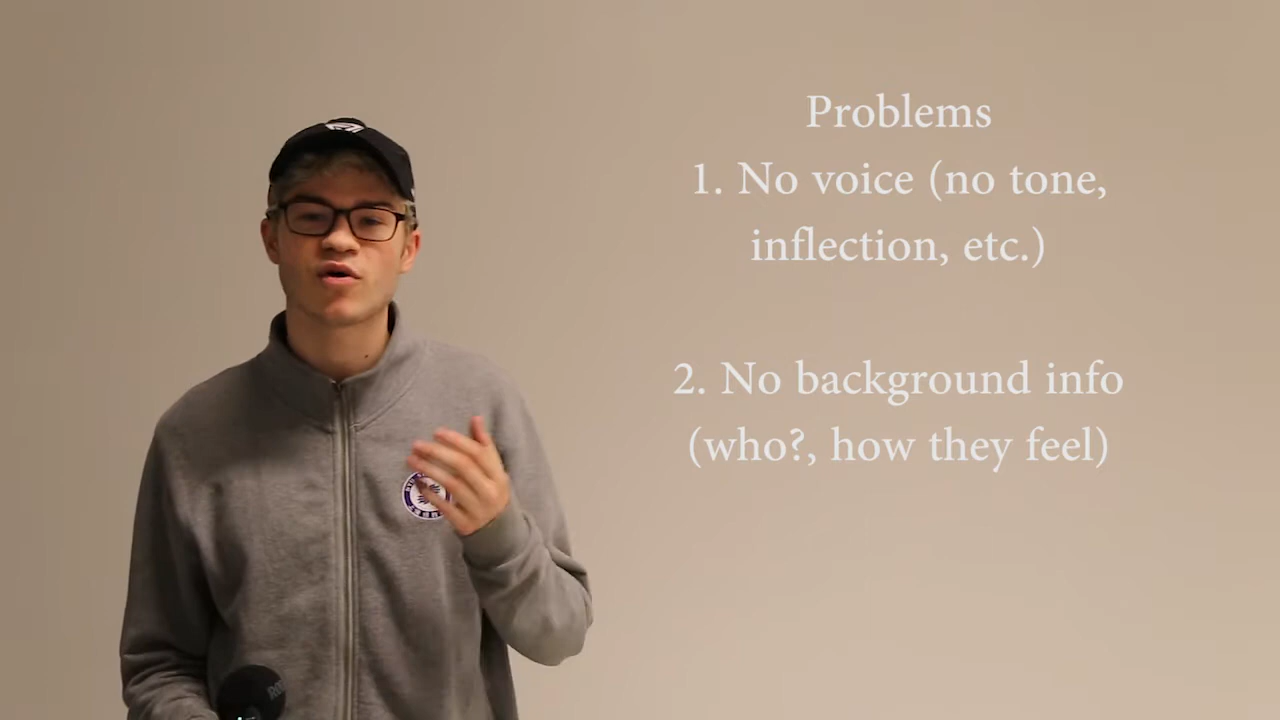 Problems
1. No voice (no tone,
inflection, etc.)
2. No background info
(who?, how they feel)